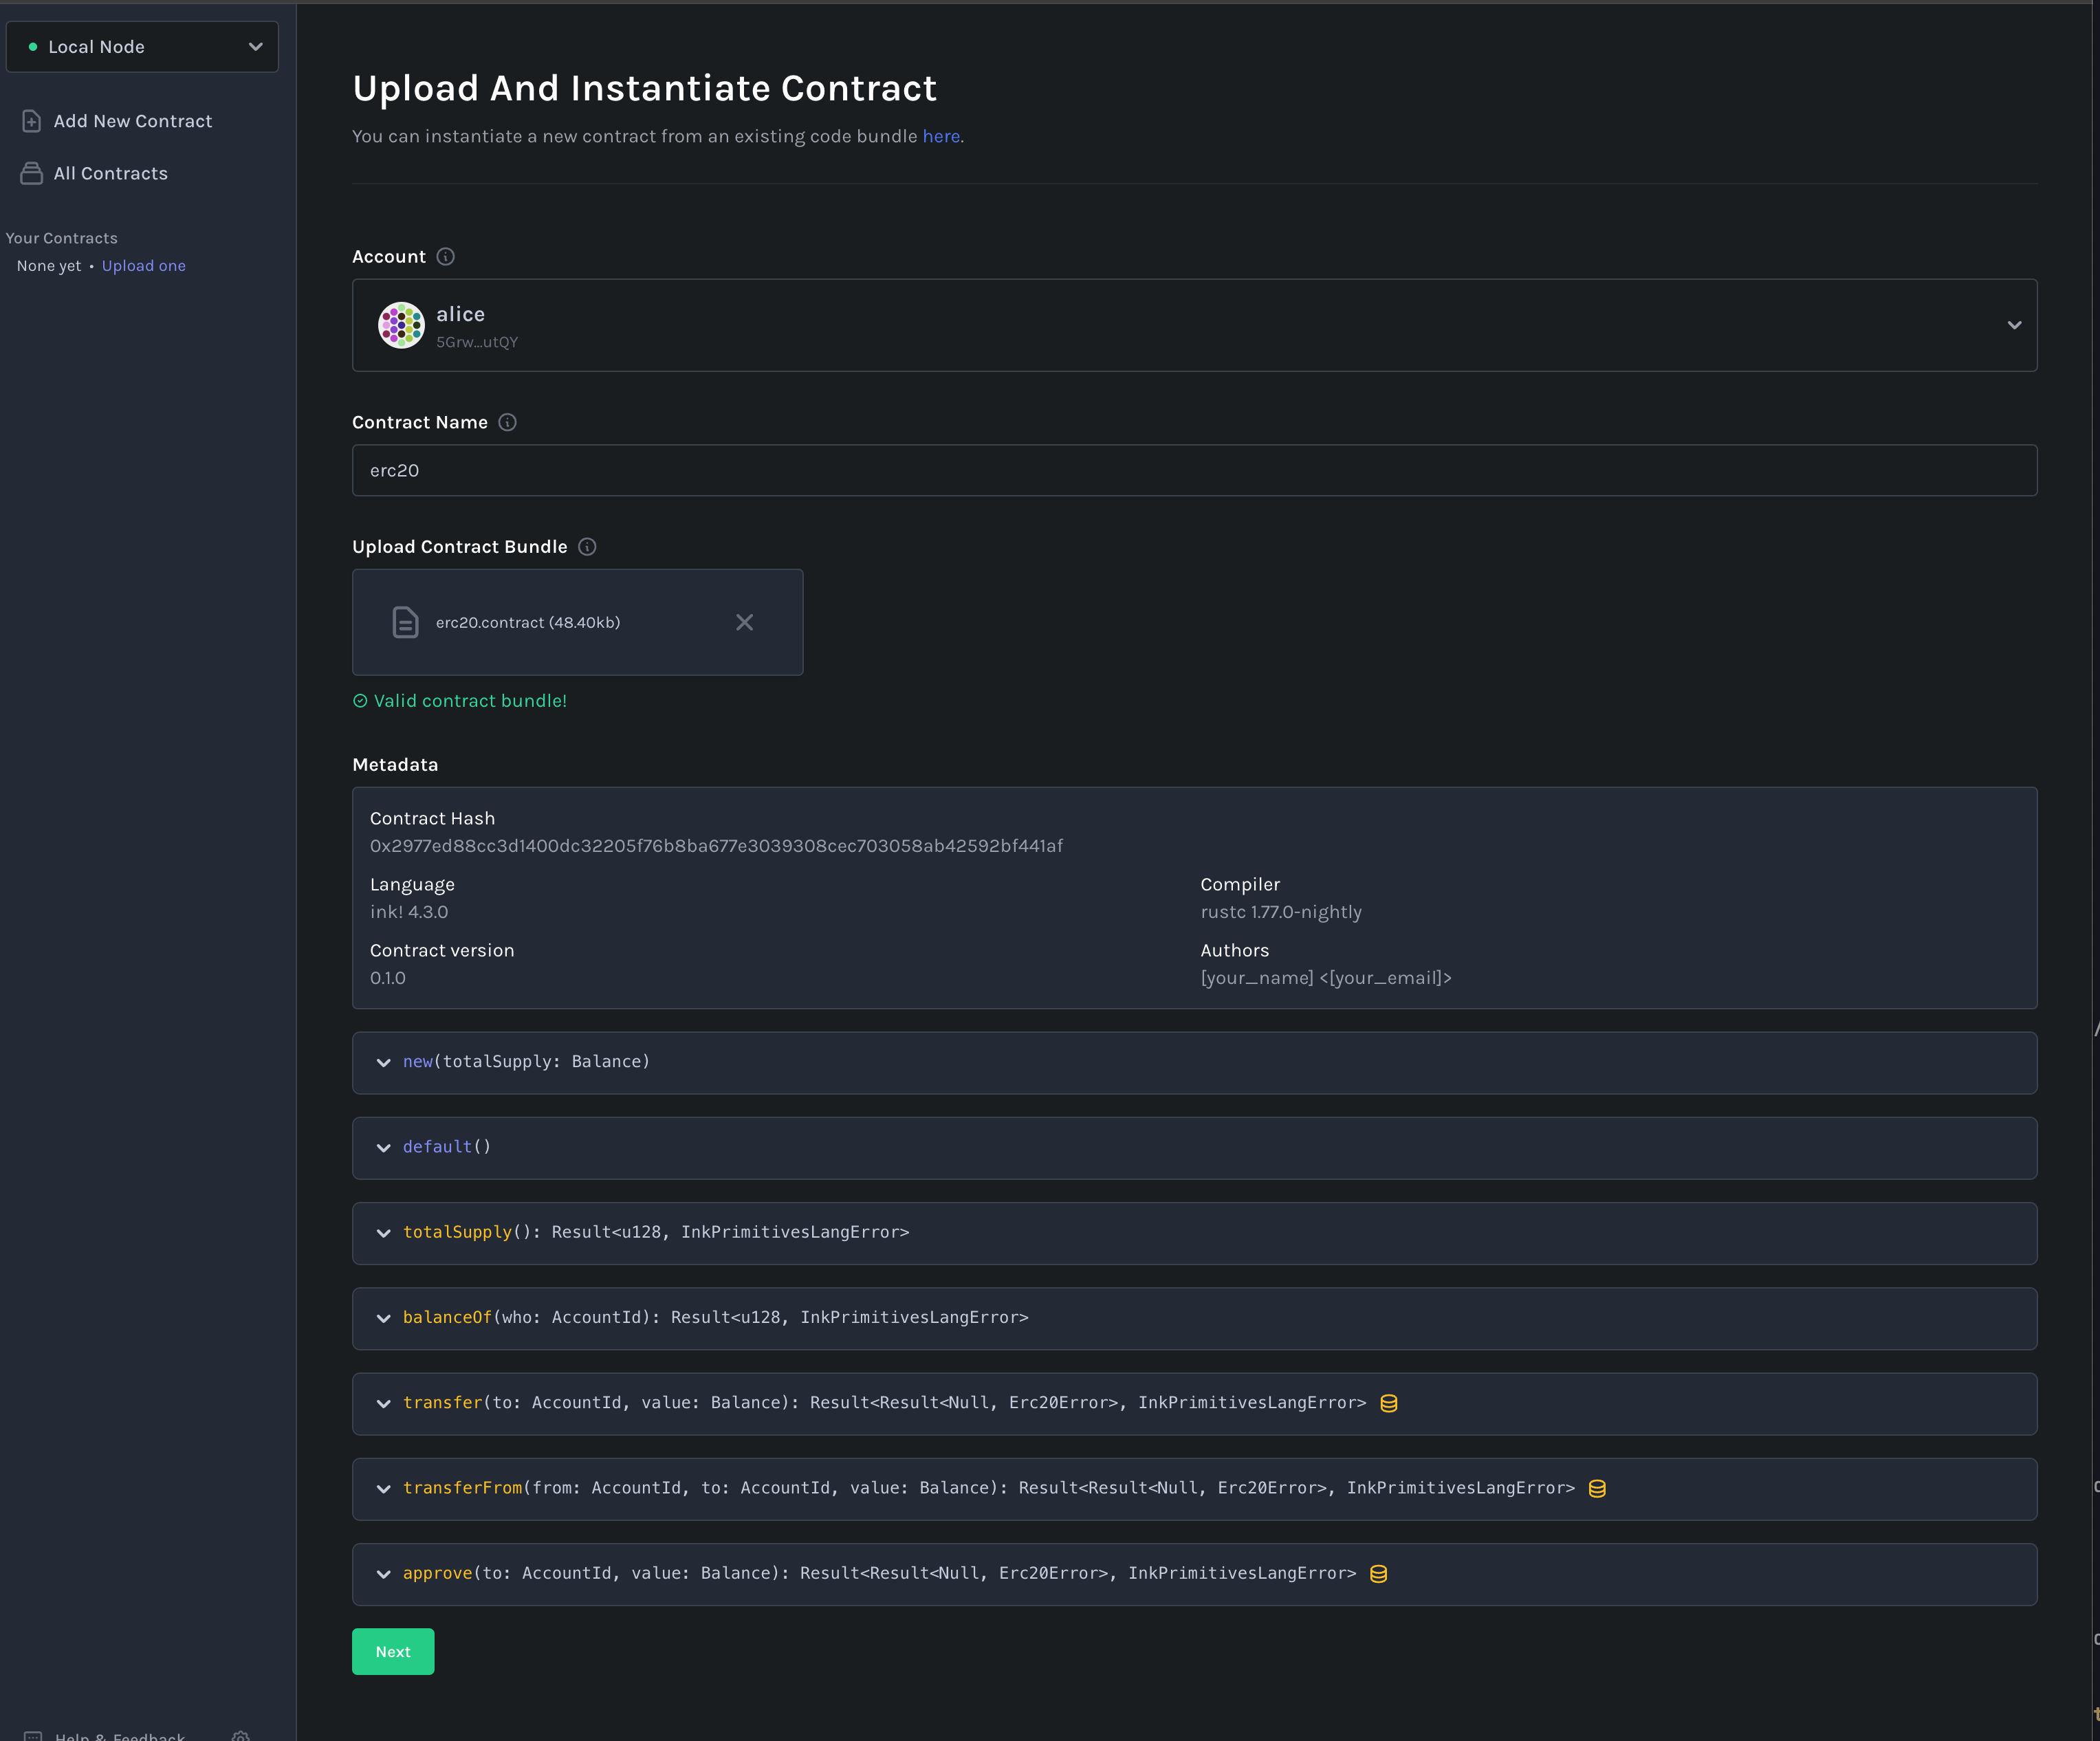 Local Node
Add New Contract
All Contracts
Your Contracts
None yet • Upload one
Help & Feedback
Upload And Instantiate Contract
You can instantiate a new contract from an existing code bundle here.
Account
alice
5Grw...utQY
Contract Name
erc20
Upload Contract Bundle
erc20.contract (48.40kb)
Valid contract bundle!
Metadata
Contract Hash
0x2977ed88cc3d1400dc32205f76b8ba677e3039308cec703058ab42592bf441af
Language
ink! 4.3.0
Compiler
rustc 1.77.0-nightly
Contract version
0.1.0
Authors
[your_name] <[your_email]>
new(totalSupply: Balance)
default()
totalSupply(): Result<u128, InkPrimitivesLangError>
balanceOf(who: AccountId): Result<u128, InkPrimitivesLangError>
transfer(to: AccountId, value: Balance): Result<Result<Null, Erc20Error>, InkPrimitivesLangError>
transferFrom(from: AccountId, to: AccountId, value: Balance): Result<Result<Null, Erc20Error>, InkPrimitivesLangError>
approve(to: AccountId, value: Balance): Result<Result<Null, Erc20Error>, InkPrimitivesLangError>
Next